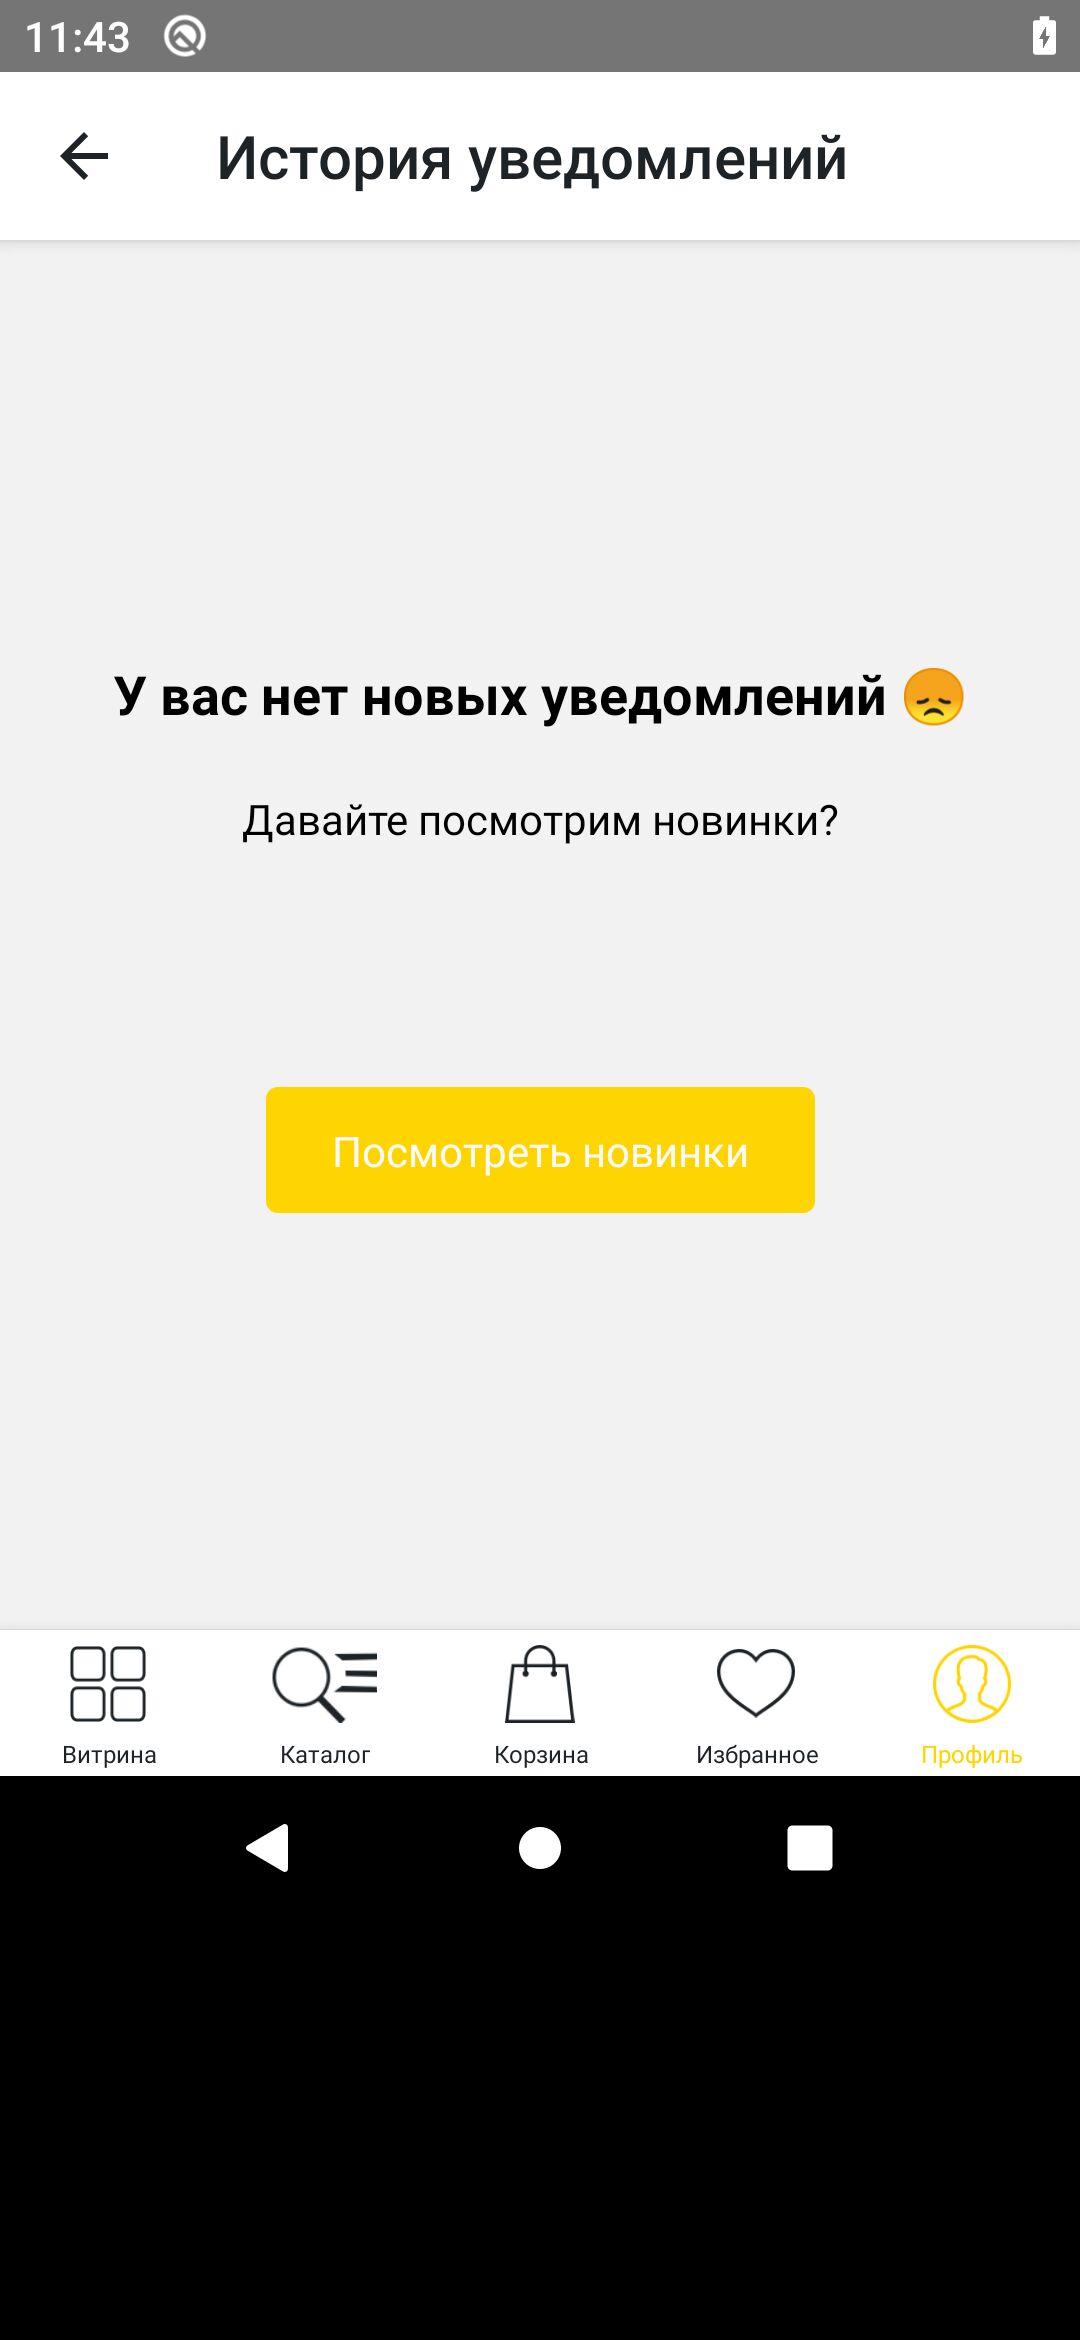 11:43
История уведомлений
У вас нет новых уведомлений 😞
Давайте посмотрим новинки?
Посмотреть новинки
Витрина
Каталог
Корзина
Избранное
Профиль